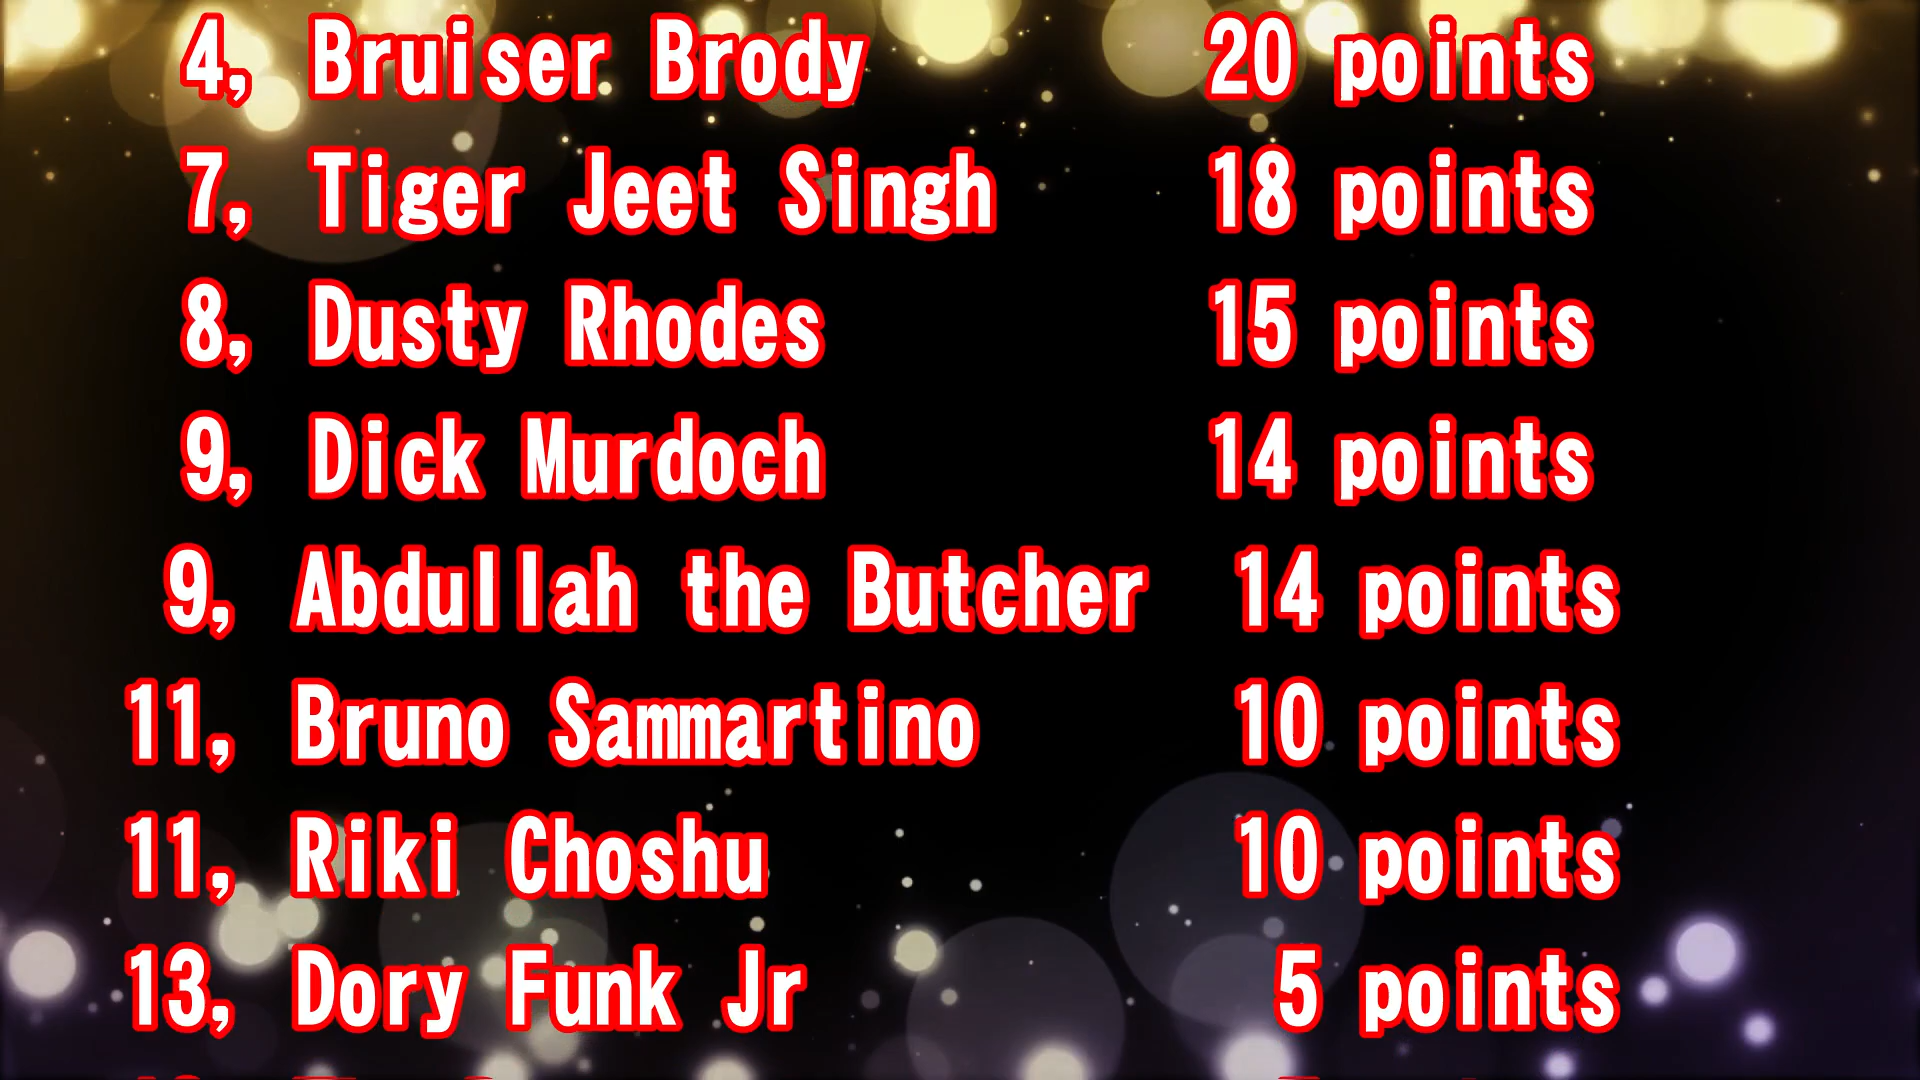 4, Bruiser Brody 20 points
7, Tiger Jeet Singh 18 points
8, Dusty Rhodes 15 points
9, Dick Murdoch 14 points
9, Abdullah the Butcher 14 points
11, Bruno Sammartino 10 points
11, Riki Choshu 10 points
13, Dory Funk Jr 5 points